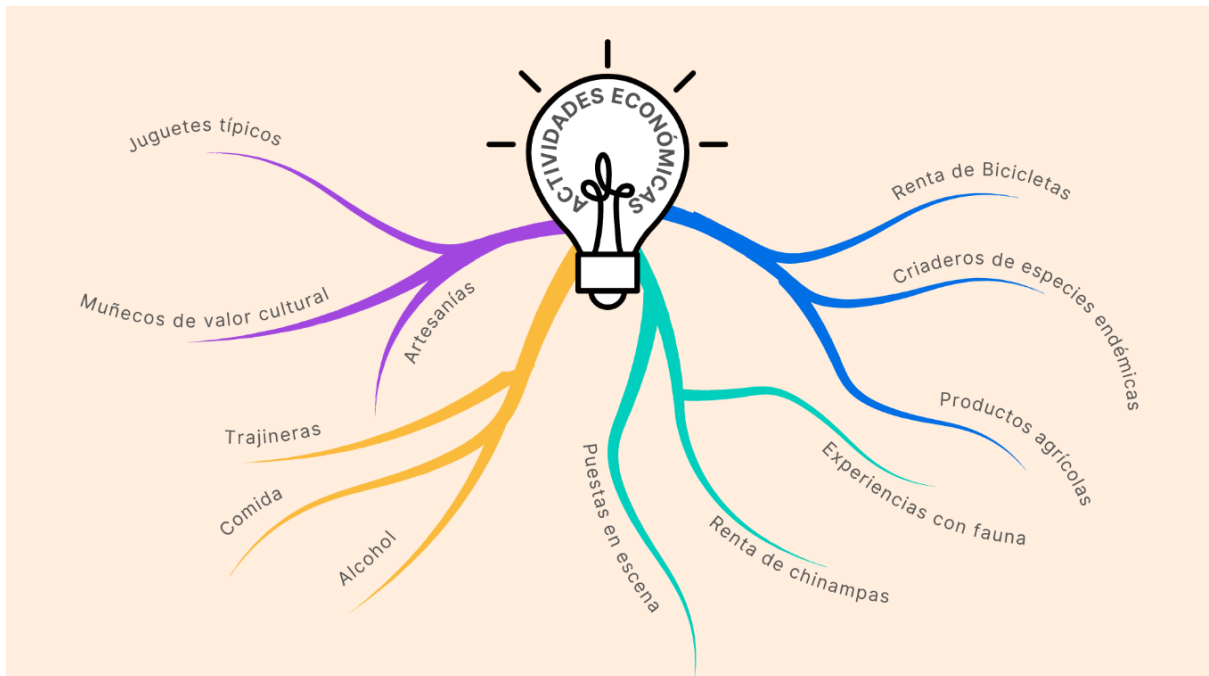 ACTIVIDADES ECONÓMICAS
Juguetes típicos
Muñecos de valor cultural
Artesanías
Trajineras
Comida
Alcohol
Puestas en escena
Renta de chinampas
Experiencias con fauna
Renta de Bicicletas
Criaderos de especies endémicas
Productos agrícolas